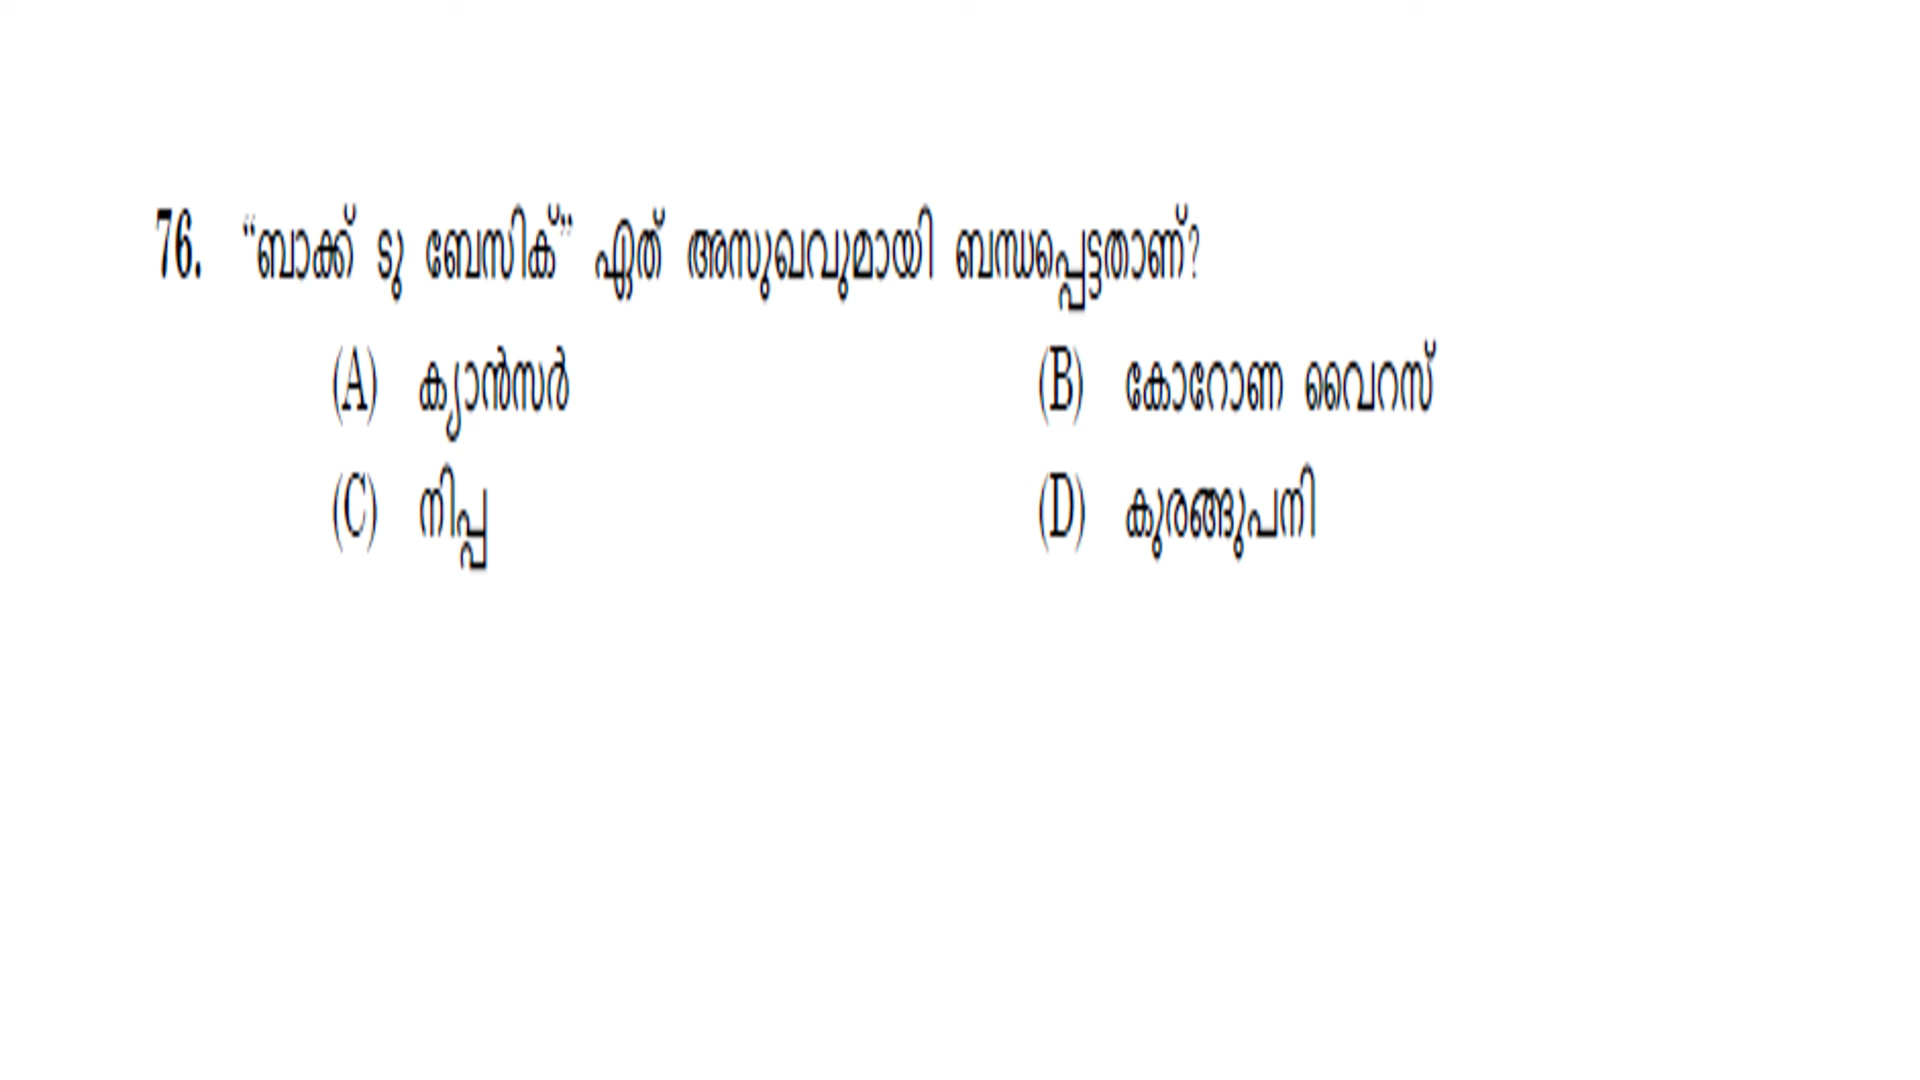 76. “ബാക്ക് ടു ബേസിക്” ഏത് അസുഖവുമായി ബന്ധപ്പെട്ടതാണ്?
(A) ക്യാൻസർ (B) കോറോണ വൈറസ്
(C) നിപ്പ (D) കുരങ്ങുപനി